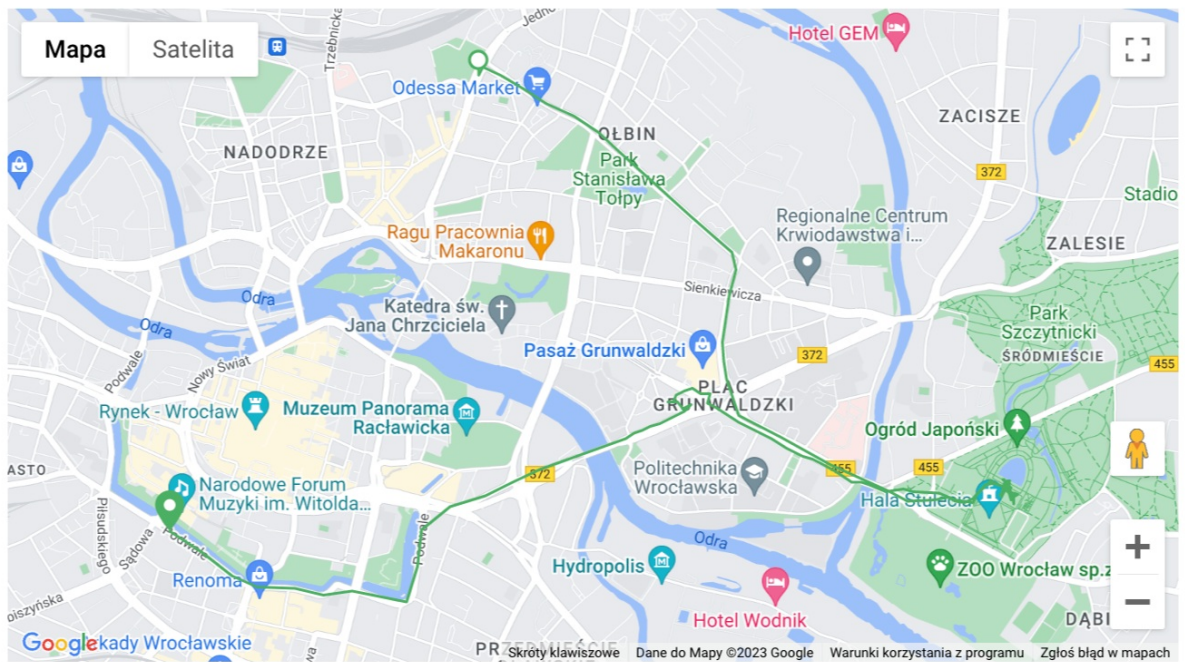 Mapa
Satelita
Trzebnicka
Jedno
Hotel GEM
Odessa Market
ZACISZE
OŁBIN
NADODRZE
Park
Stanisława
Tołpy
372
Stadio
Ragu Pracownia
Makaronu
Regionalne Centrum
Krwiodawstwa i...
ZALESIE
Sienkiewicza
Odra
Odra
Katedra św.
Jana Chrzciciela
Park
Szczytnicki
ŚRÓDMIEŚCIE
Pasaż Grunwaldzki
372
455
Podwale
Nowy Świat
PLAC
GRUNWALDZKI
Rynek - Wrocław
Muzeum Panorama
Racławicka
Ogród Japoński
ASTO
Politechnika
Wrocławska
372
455
455
Narodowe Forum
Muzyki im. Witolda...
Hala Stulecia
Piłsudskiego
Sądowa
Podwale
Podwale
Odra
Renoma
Hydropolis
ZOO Wrocław sp.z
oiszyńska
Hotel Wodnik
DĄBI
Google
kady Wrocławskie
PRZEDMIEŚCIE
Skróty klawiszowe
Dane do Mapy ©2023 Google
Warunki korzystania z programu
Zgłoś błąd w mapach